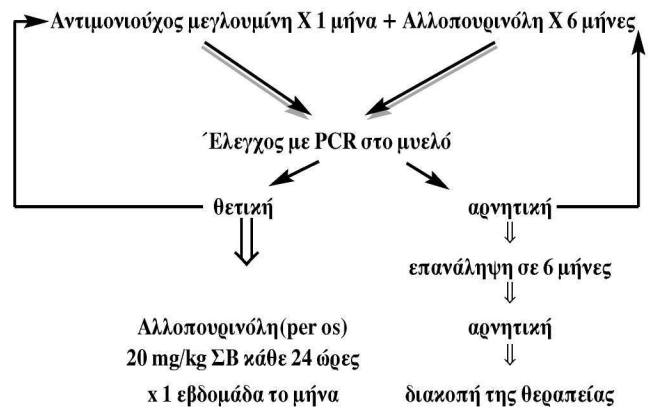 Αντιμονιούχος μεγλουμίνη Χ 1 μήνα + Αλλοπουρινόλη Χ 6 μήνες
Έλεγχος με PCR στο μυελό
θετική
αρνητική
επανάληψη σε 6 μήνες
Αλλοπουρινόλη(per os)
αρνητική
20 mg/kg ΣΒ κάθε 24 ώρες
x 1 εβδομάδα το μήνα
διακοπή της θεραπείας